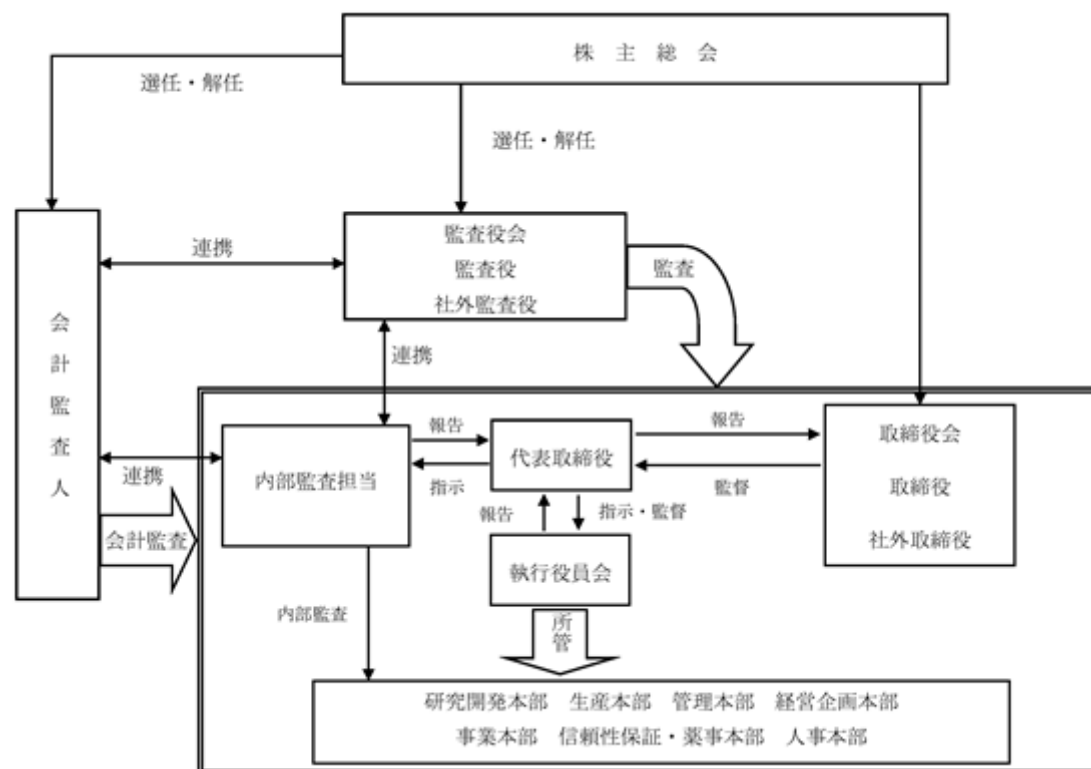 株主総会
選任・解任
選任・解任
監査役会
監査役
社外監査役
連携
監査
会計監査人
連携
連携
会計監査
内部監査担当
報告
指示
代表取締役
報告
監督
取締役会
取締役
社外取締役
報告
指示・監督
執行役員会
内部監査
所管
研究開発本部 生産本部 管理本部 経営企画本部
事業本部 信頼性保証・薬事本部 人事本部